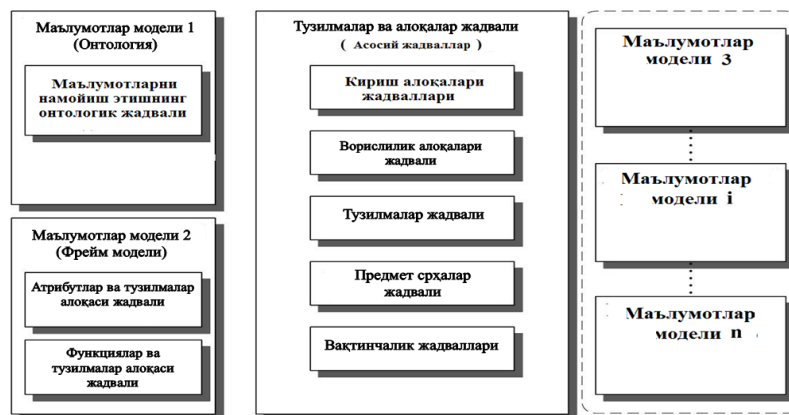 Маълумотлар модели 1
(Онтология)
Маълумотларни
намойиш этишнинг
онтологик жадвали
Маълумотлар модели 2
(Фрейм модели)
Атрибутлар ва тузилмалар
алоқаси жадвали
Функциялар ва
тузилмалар алоқаси
жадвали
Тузилмалар ва алоқалар жадвали
( Асосий жадваллар )
Кириш алоқалари
жадваллари
Ворислилик алоқалари
жадвали
Тузилмалар жадвали
Предмет срҳалар
жадвали
Вақтинчалик жадваллари
Маълумотлар
модели 3
Маълумотлар
модели i
Маълумотлар
модели n